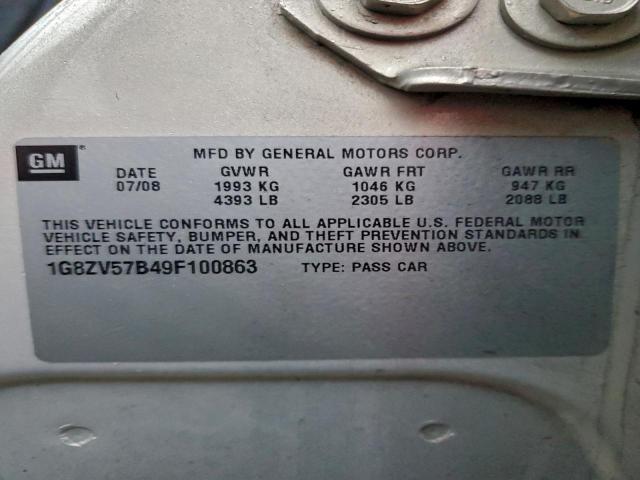 GM
MFD BY GENERAL MOTORS CORP.
DATE GVWR GAWR FRT GAWR RR
07/08 1993 KG 1046 KG 947 KG
4393 LB 2305 LB 2088 LB
THIS VEHICLE CONFORMS TO ALL APPLICABLE U.S. FEDERAL MOTOR
VEHICLE SAFETY, BUMPER, AND THEFT PREVENTION STANDARDS IN
EFFECT ON THE DATE OF MANUFACTURE SHOWN ABOVE.
1G8ZV57B49F100863 TYPE: PASS CAR